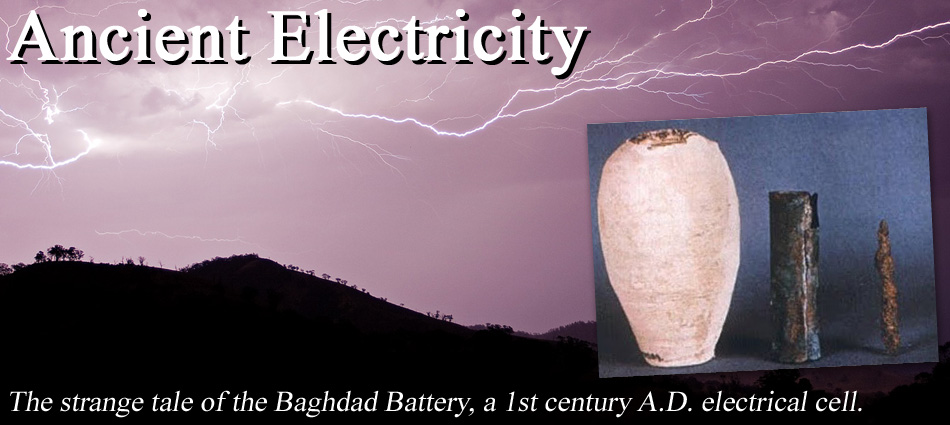 Ancient Electricity
The strange tale of the Baghdad Battery, a 1st century A.D. electrical cell.